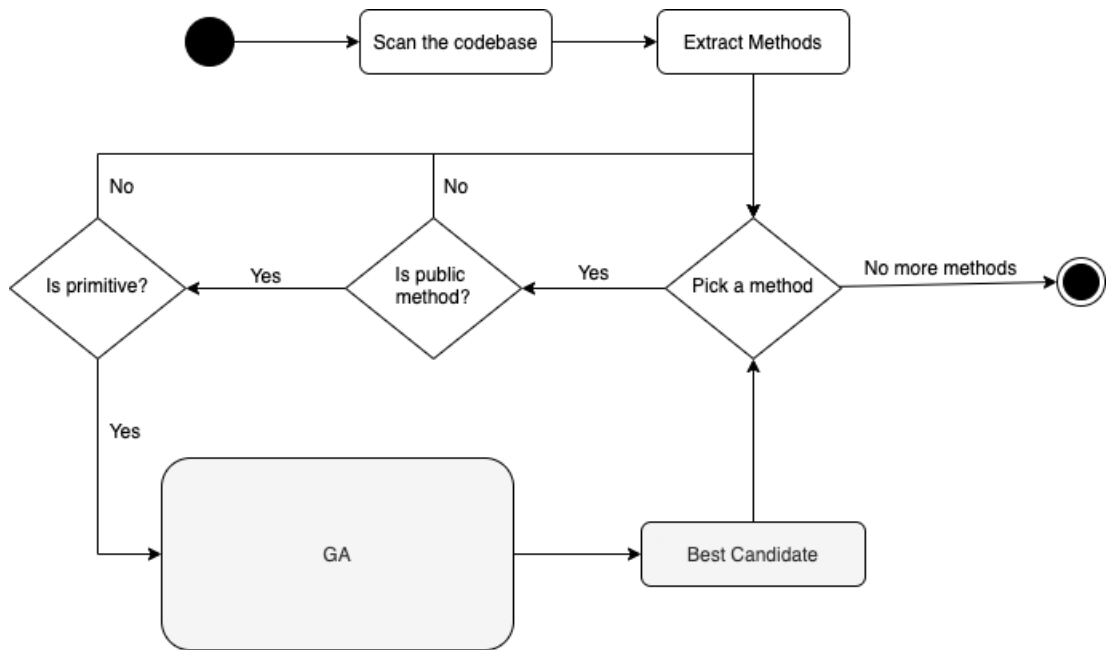 Scan the codebase
Extract Methods
No
No
Is primitive?
Yes
Is public
method?
Yes
Pick a method
No more methods
Yes
GA
Best Candidate